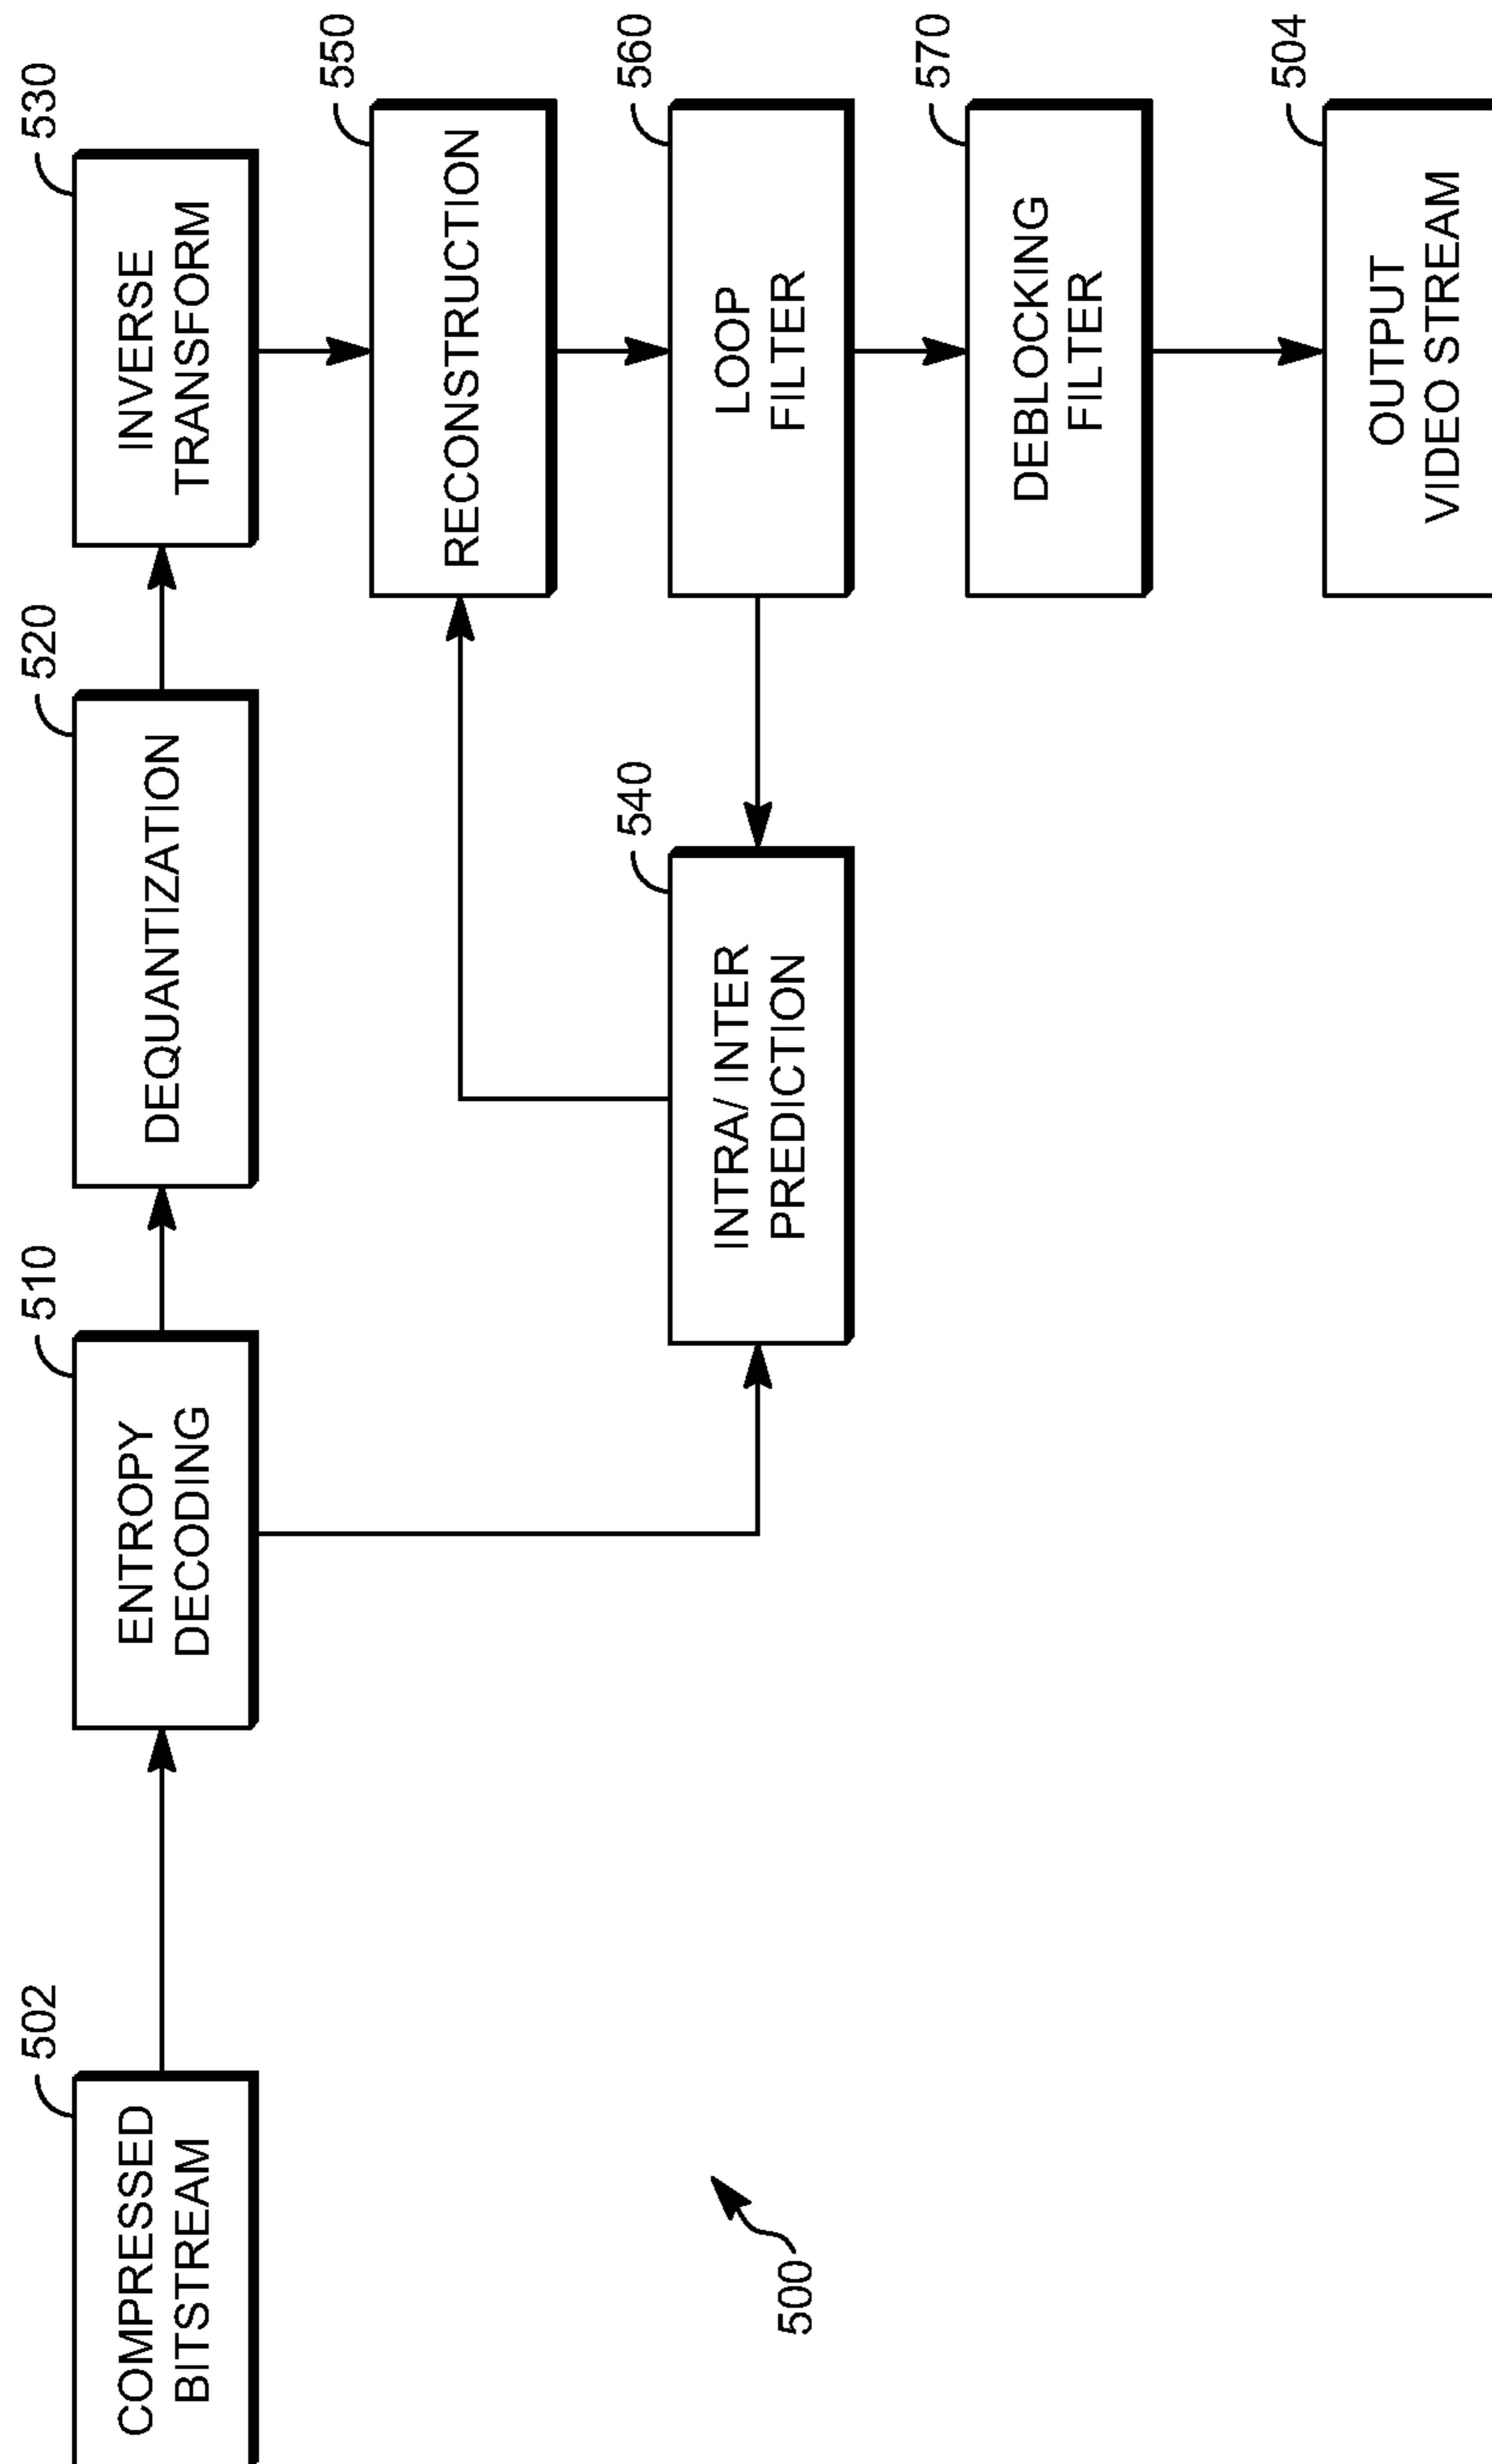 500
502
COMPRESSED
BITSTREAM
510
ENTROPY
DECODING
520
DEQUANTIZATION
530
INVERSE
TRANSFORM
540
INTRA/ INTER
PREDICTION
550
RECONSTRUCTION
560
LOOP
FILTER
570
DEBLOCKING
FILTER
504
OUTPUT
VIDEO STREAM